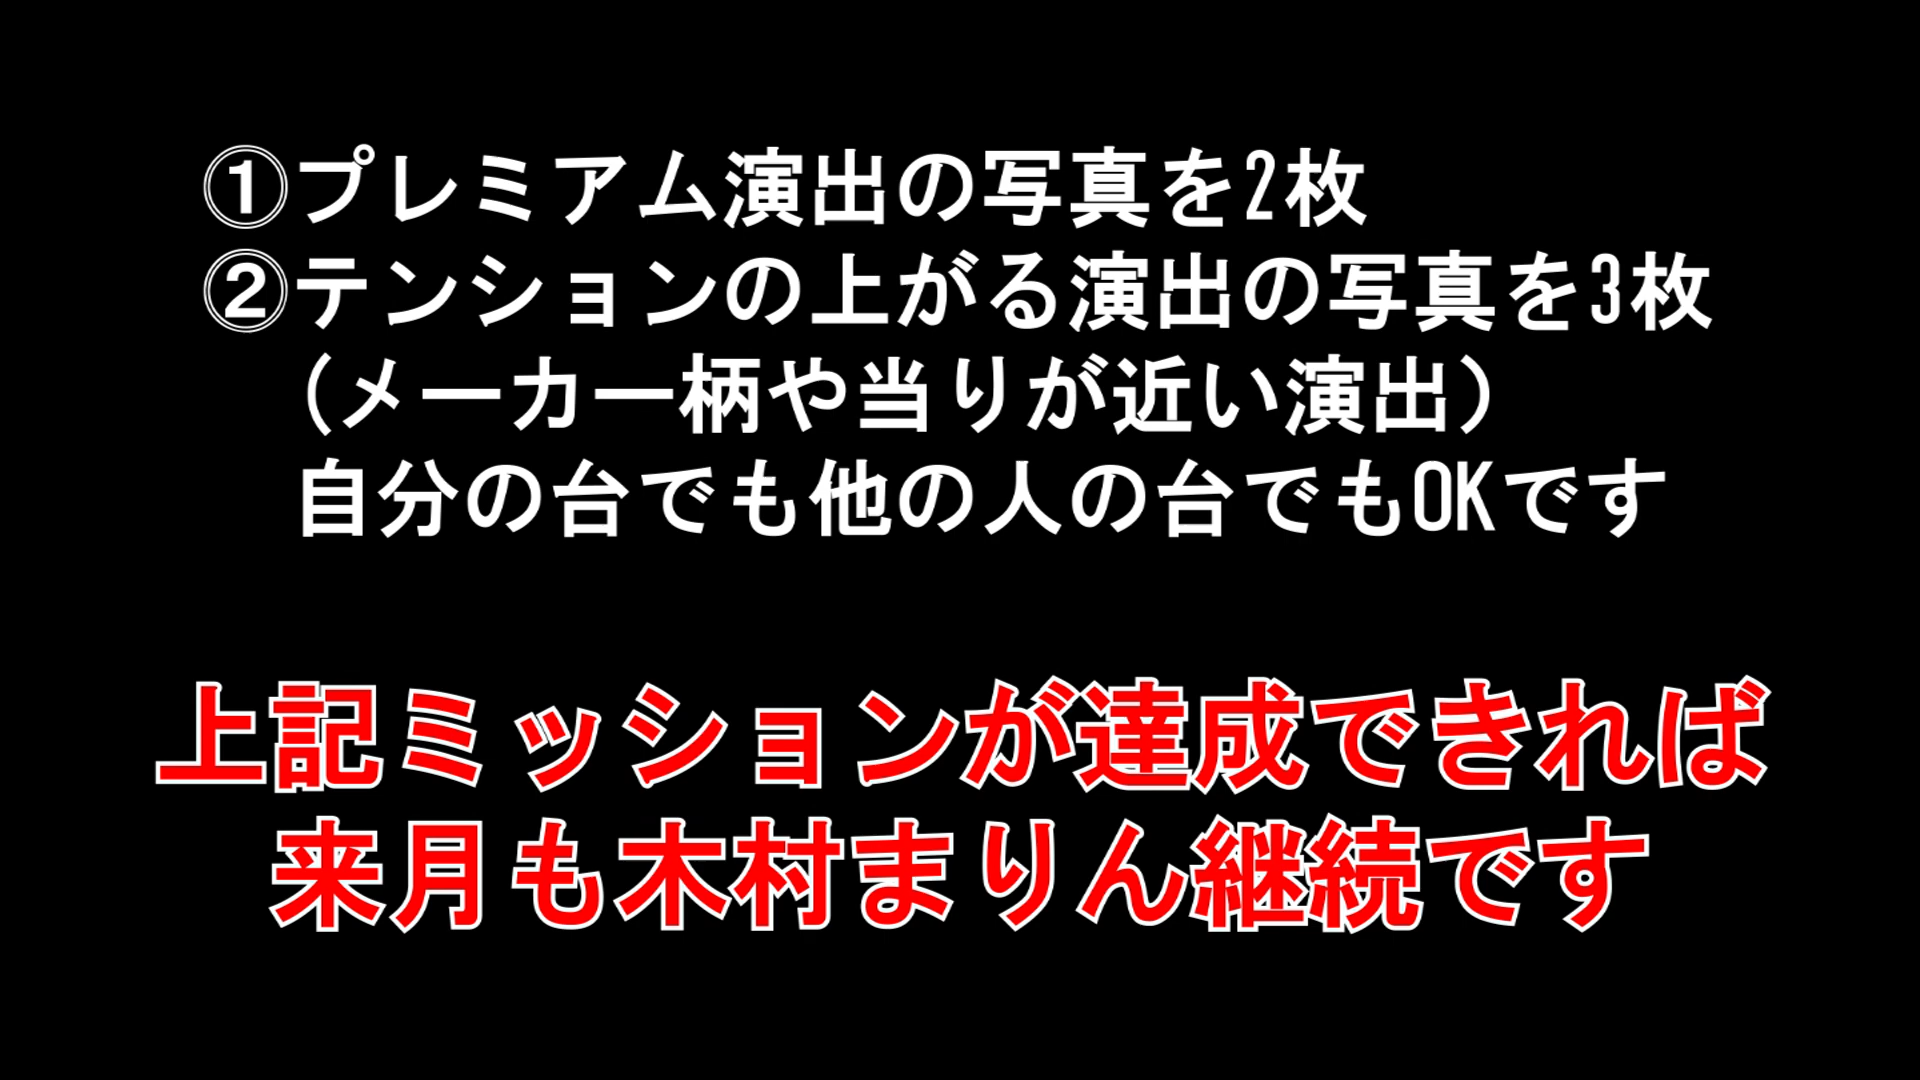 ①プレミアム演出の写真を2枚
②テンションの上がる演出の写真を3枚
(メーカー柄や当りが近い演出)
自分の台でも他の人の台でもOKです
上記ミッションが達成できれば
来月も木村まりん継続です